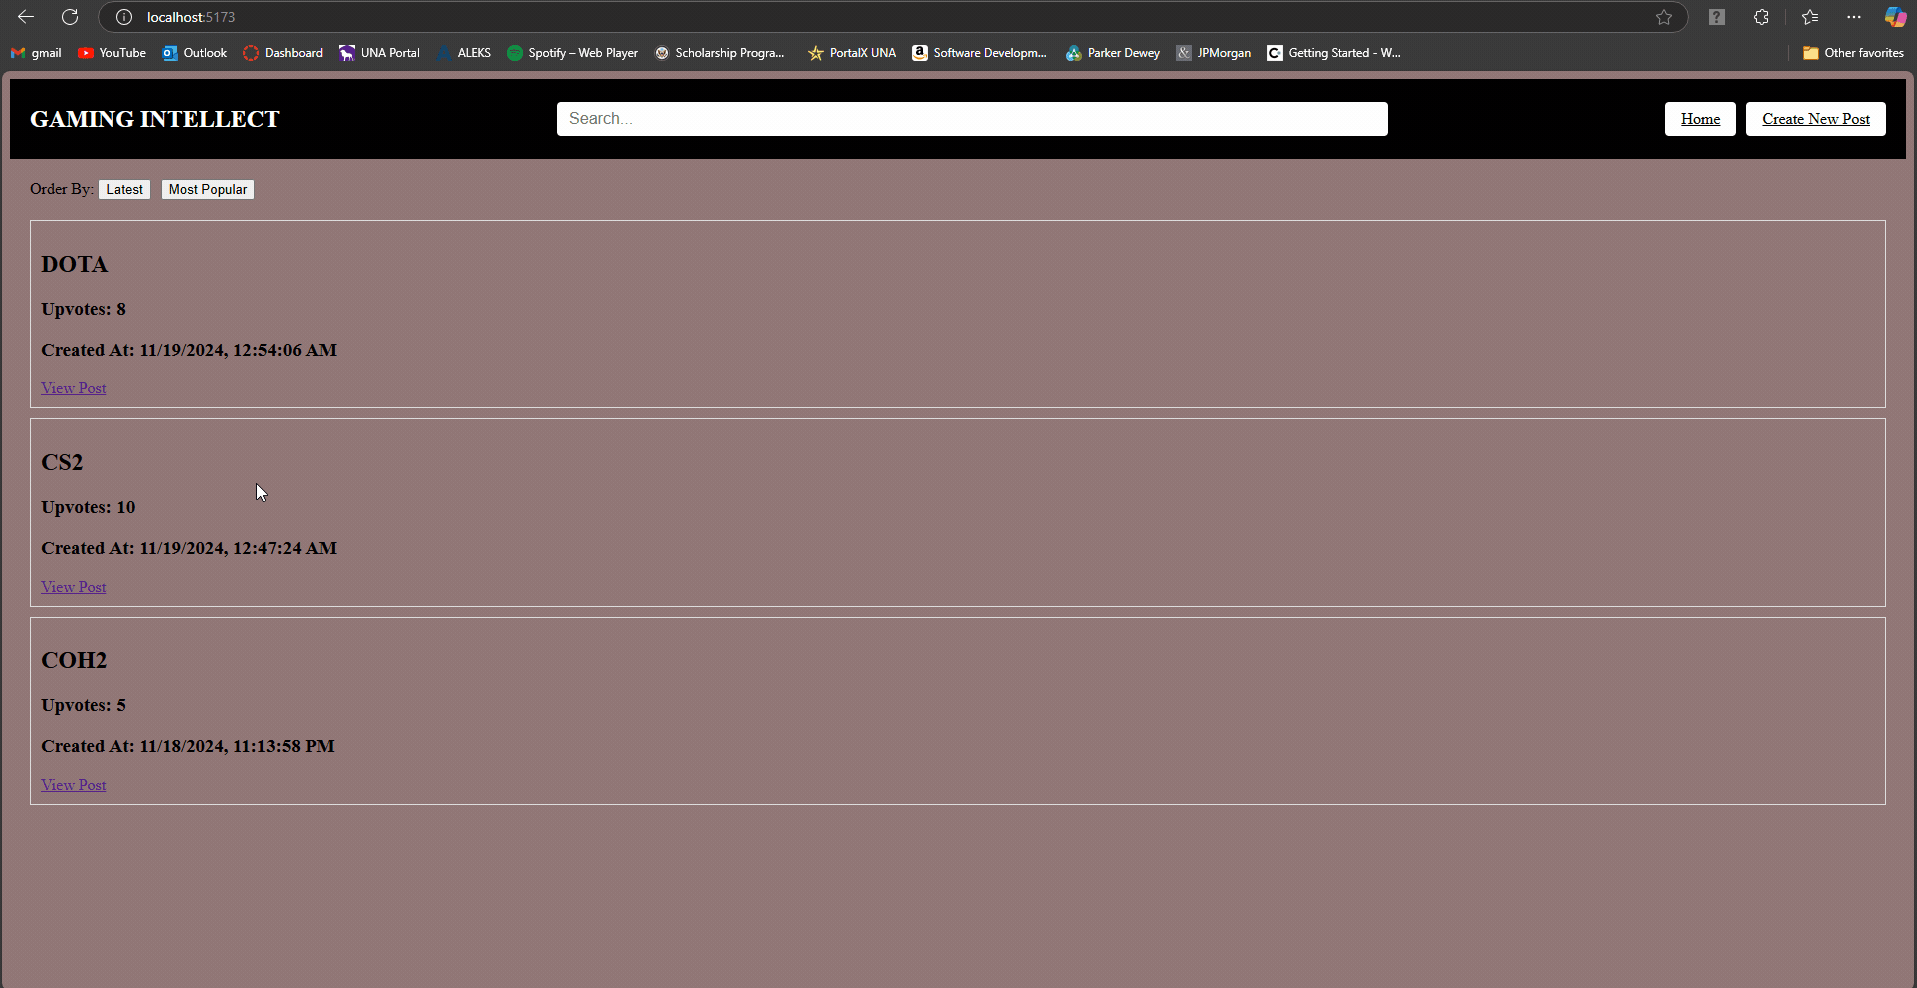 localhost:5173
gmail YouTube Outlook Dashboard UNA Portal ALEKS Spotify – Web Player Scholarship Progra... PortalX UNA Software Developm... Parker Dewey JPMorgan Getting Started - W... Other favorites
GAMING INTELLECT Search... Home Create New Post
Order By: Latest Most Popular
DOTA
Upvotes: 8
Created At: 11/19/2024, 12:54:06 AM
View Post
CS2
Upvotes: 10
Created At: 11/19/2024, 12:47:24 AM
View Post
COH2
Upvotes: 5
Created At: 11/18/2024, 11:13:58 PM
View Post